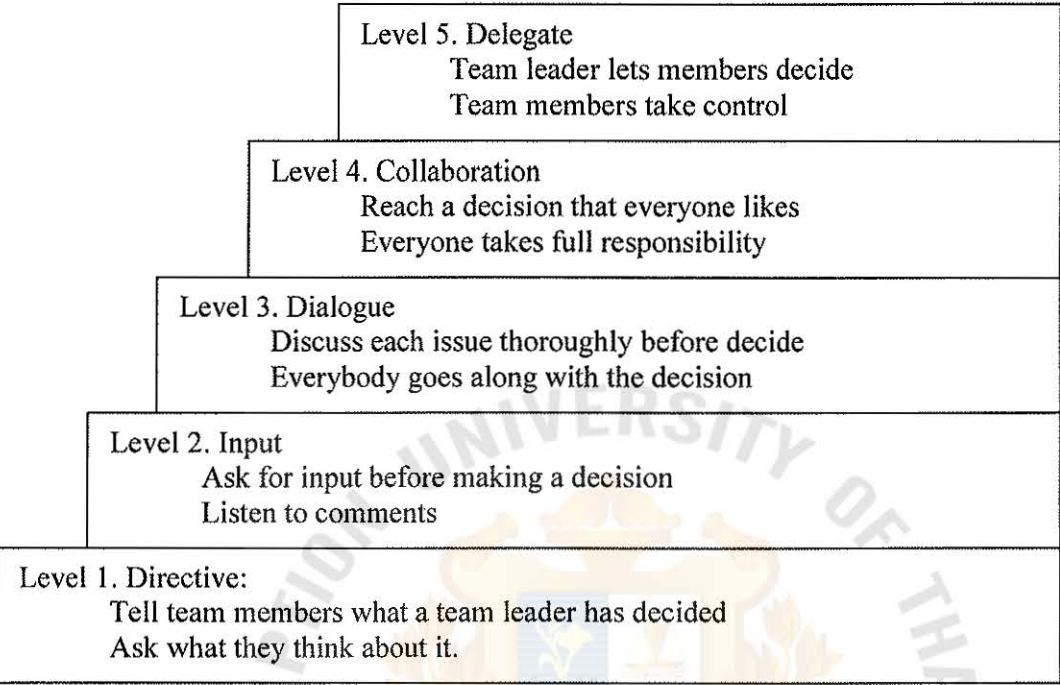 Level 5. Delegate
Team leader lets members decide
Team members take control
Level 4. Collaboration
Reach a decision that everyone likes
Everyone takes full responsibility
Level 3. Dialogue
Discuss each issue thoroughly before decide
Everybody goes along with the decision
Level 2. Input
Ask for input before making a decision
Listen to comments
Level 1. Directive:
Tell team members what a team leader has decided
Ask what they think about it.
UNIVERSITY OF